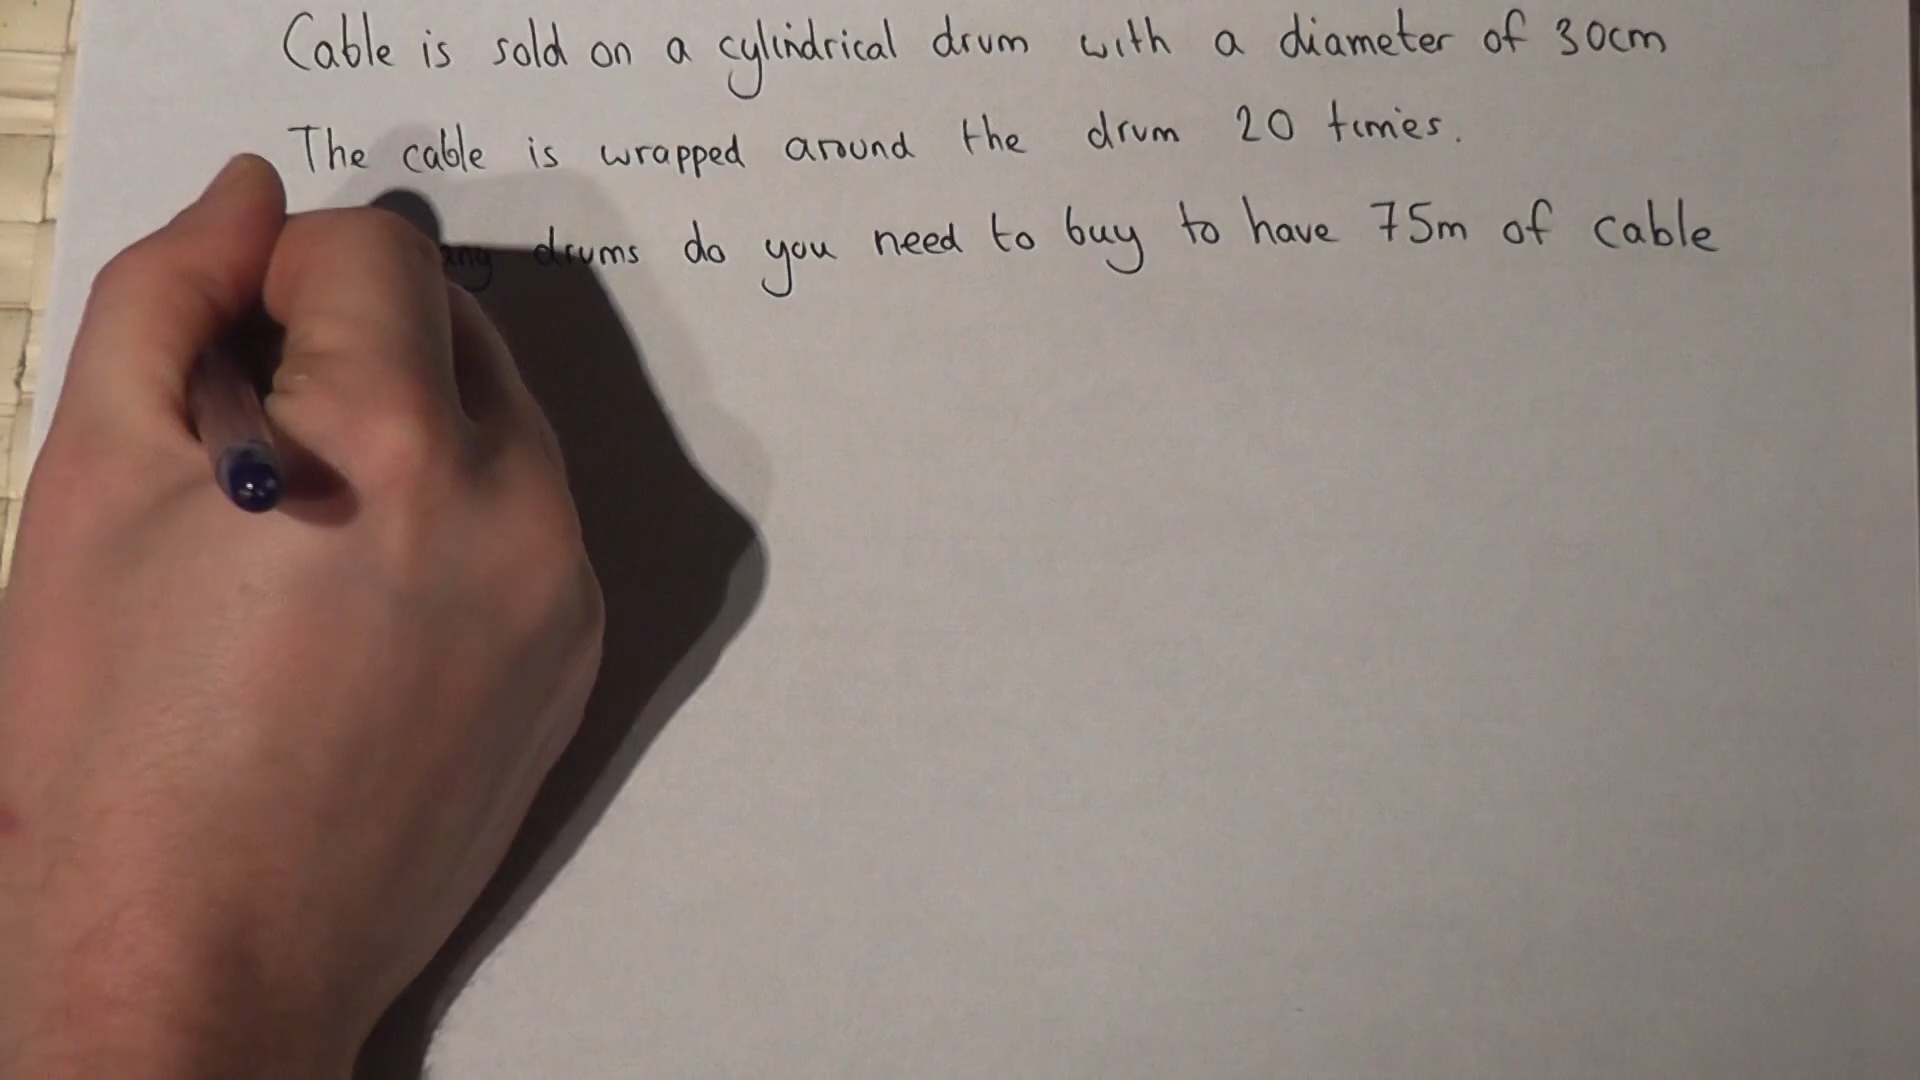 Cable is sold on a cylindrical drum with a diameter of 30cm
The cable is wrapped around the drum 20 times.
drums do you need to buy to have 75m of cable